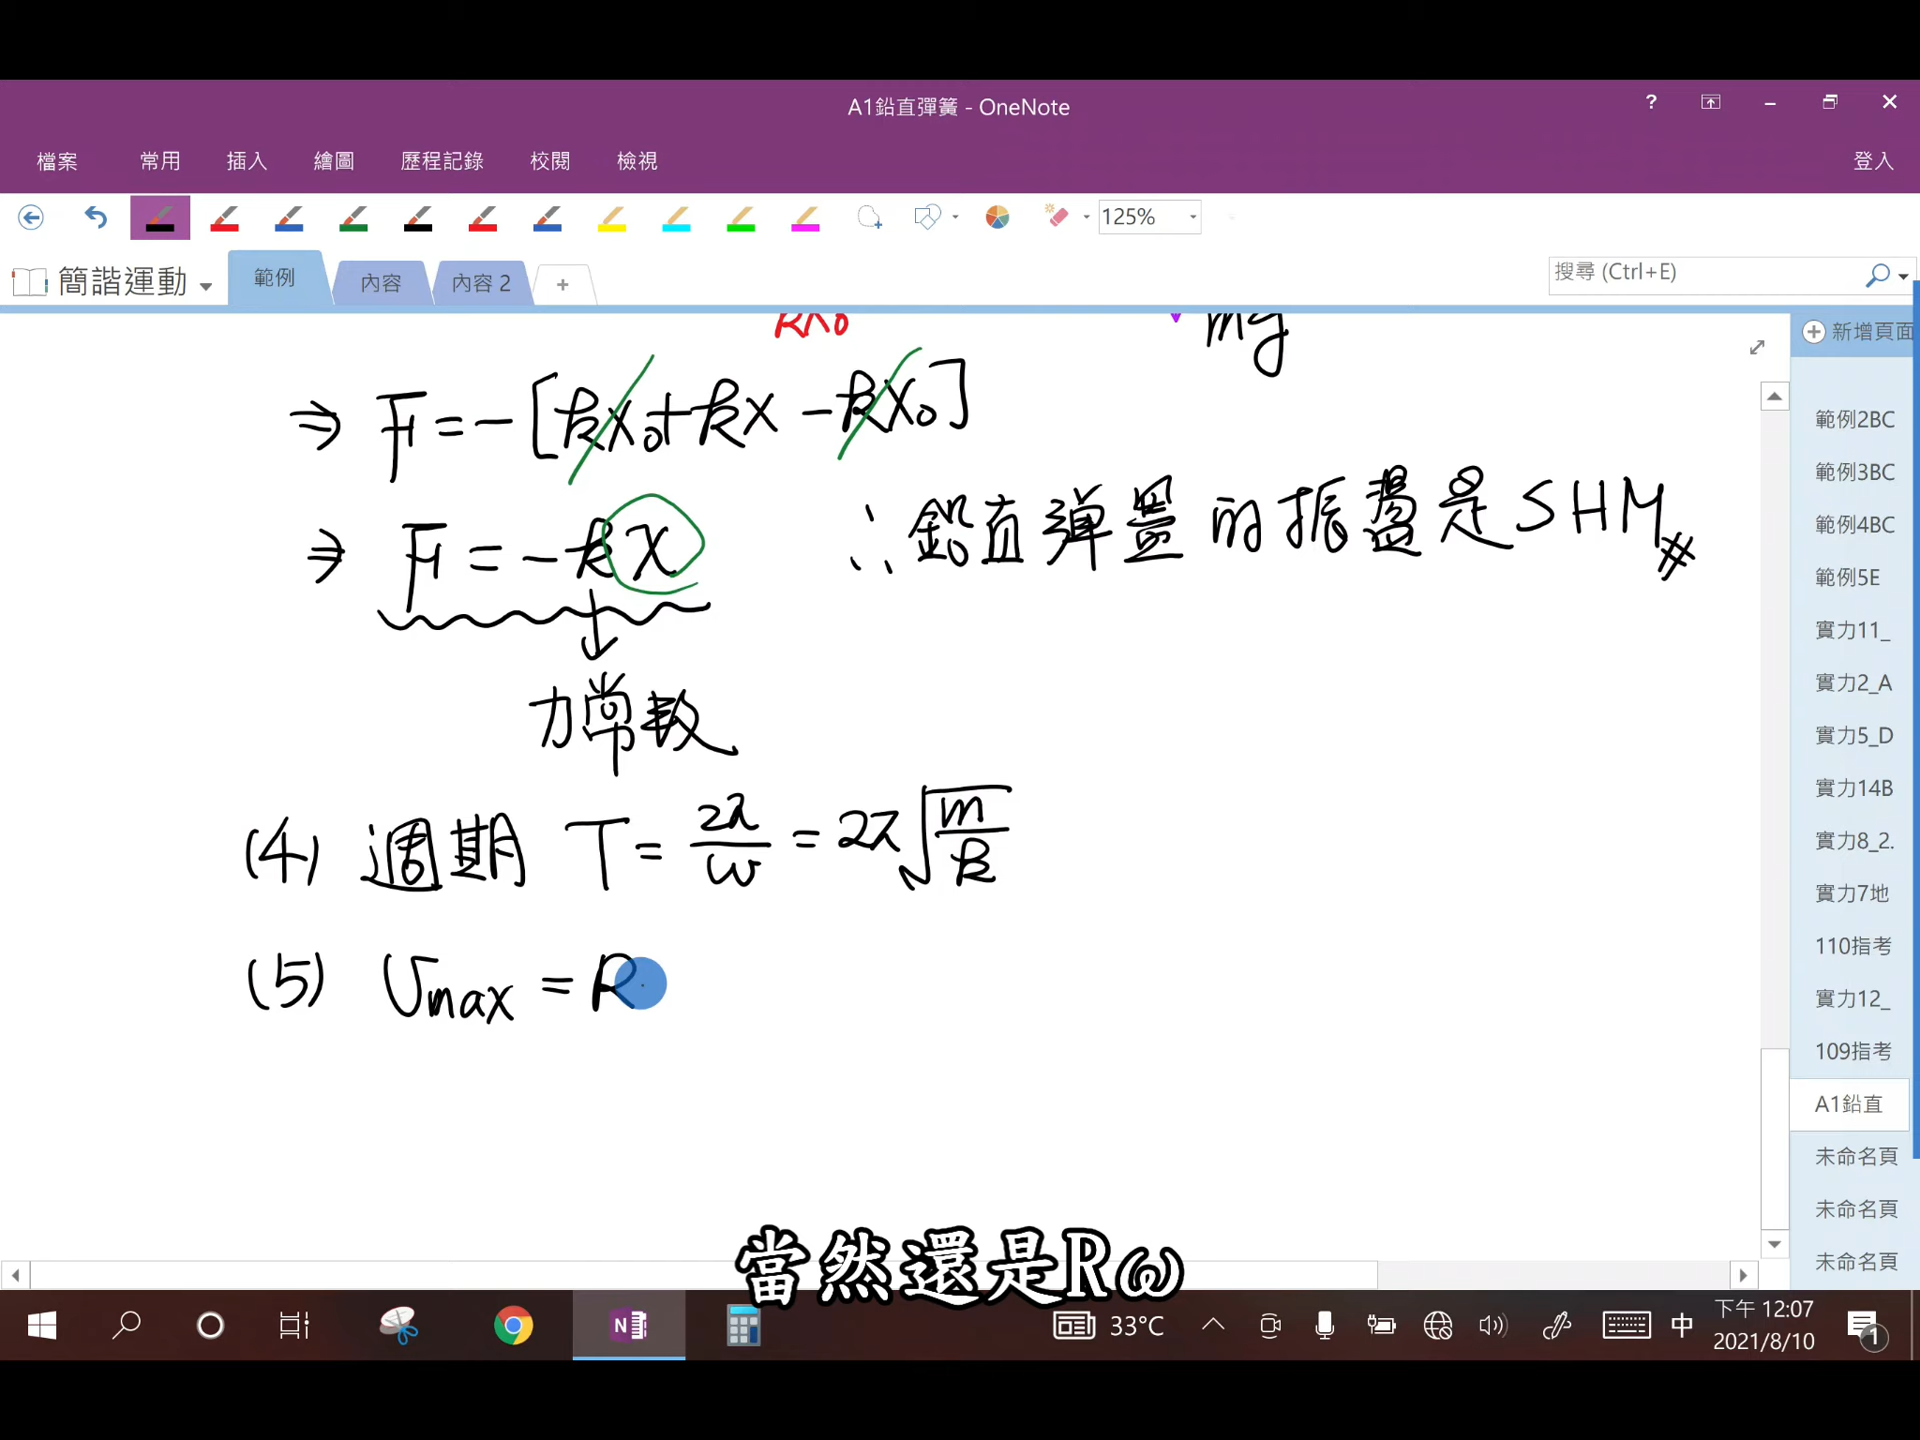 A1鉛直彈簧 - OneNote
?
檔案 常用 插入 繪圖 歷程記錄 校閱 檢視 登入
125%
簡諧運動 範例 內容 內容 2 +
搜尋 (Ctrl+E)
新增頁面
kx₀ mg
⇒ F = -[kx₀+kx -kx₀]
⇒ F = -kx ∴鉛直弹簧的振盪是SHM#
力常数
(4) 週期 T = 2π/ω = 2π√(m/k)
(5) Vmax = R
範例2BC
範例3BC
範例4BC
範例5E
實力11_
實力2_A
實力5_D
實力14B
實力8_2.
實力7地
110指考
實力12_
109指考
A1鉛直
未命名頁
未命名頁
未命名頁
當然還是Rω
N
33°C
中
下午 12:07
2021/8/10
1